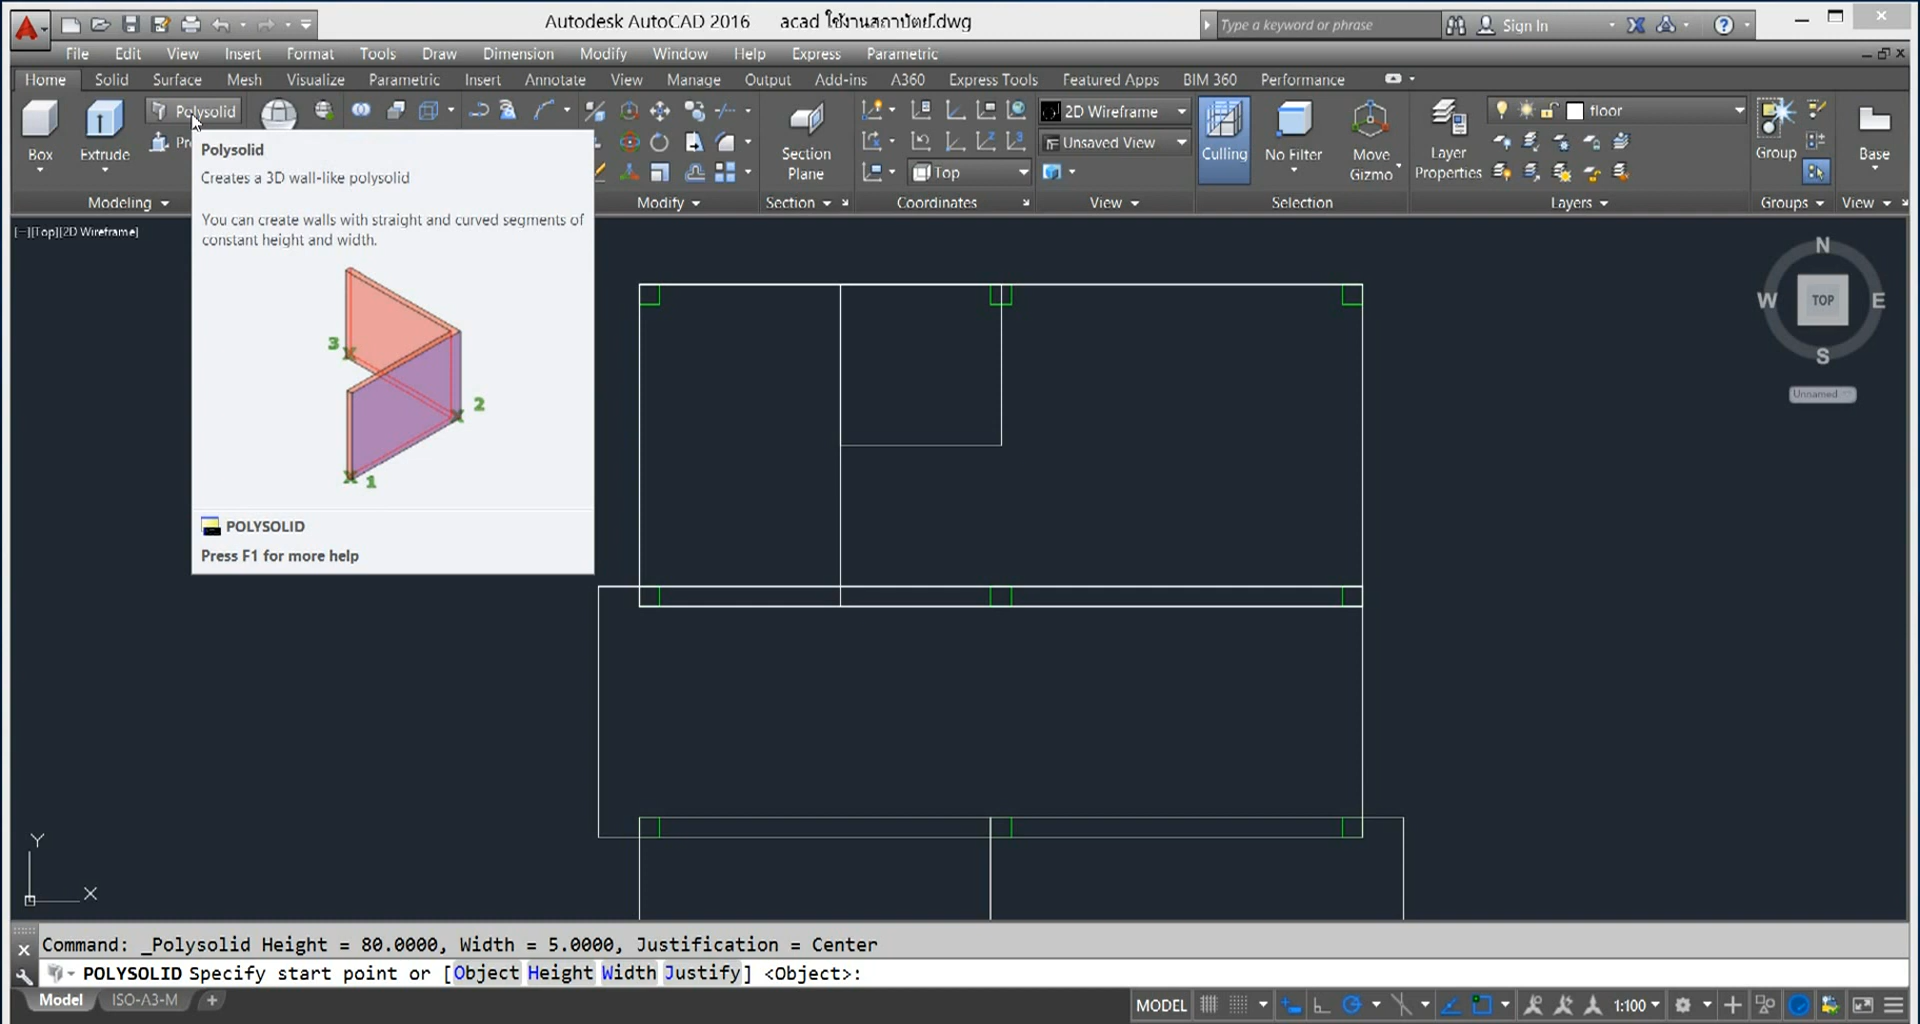 Autodesk AutoCAD 2016 acad ใช้งานสถาปัตย์.dwg
Type a keyword or phrase
Sign In
File Edit View Insert Format Tools Draw Dimension Modify Window Help Express Parametric
Home Solid Surface Mesh Visualize Parametric Insert Annotate View Manage Output Add-ins A360 Express Tools Featured Apps BIM 360 Performance
Box
Extrude
Polysolid
Modeling
Polysolid
Creates a 3D wall-like polysolid
You can create walls with straight and curved segments of
constant height and width.
3
2
1
POLYSOLID
Press F1 for more help
Modify
Section
Plane
Section
Top
Coordinates
2D Wireframe
Unsaved View
View
Culling
No Filter
Move
Gizmo
Selection
Layer
Properties
floor
Layers
Group
Groups
Base
View
[−][Top][2D Wireframe]
N
W
TOP
E
S
Unnamed
Y
X
Command: _Polysolid Height = 80.0000, Width = 5.0000, Justification = Center
POLYSOLID Specify start point or [Object Height Width Justify] <Object>:
Model ISO-A3-M +
MODEL
1:100